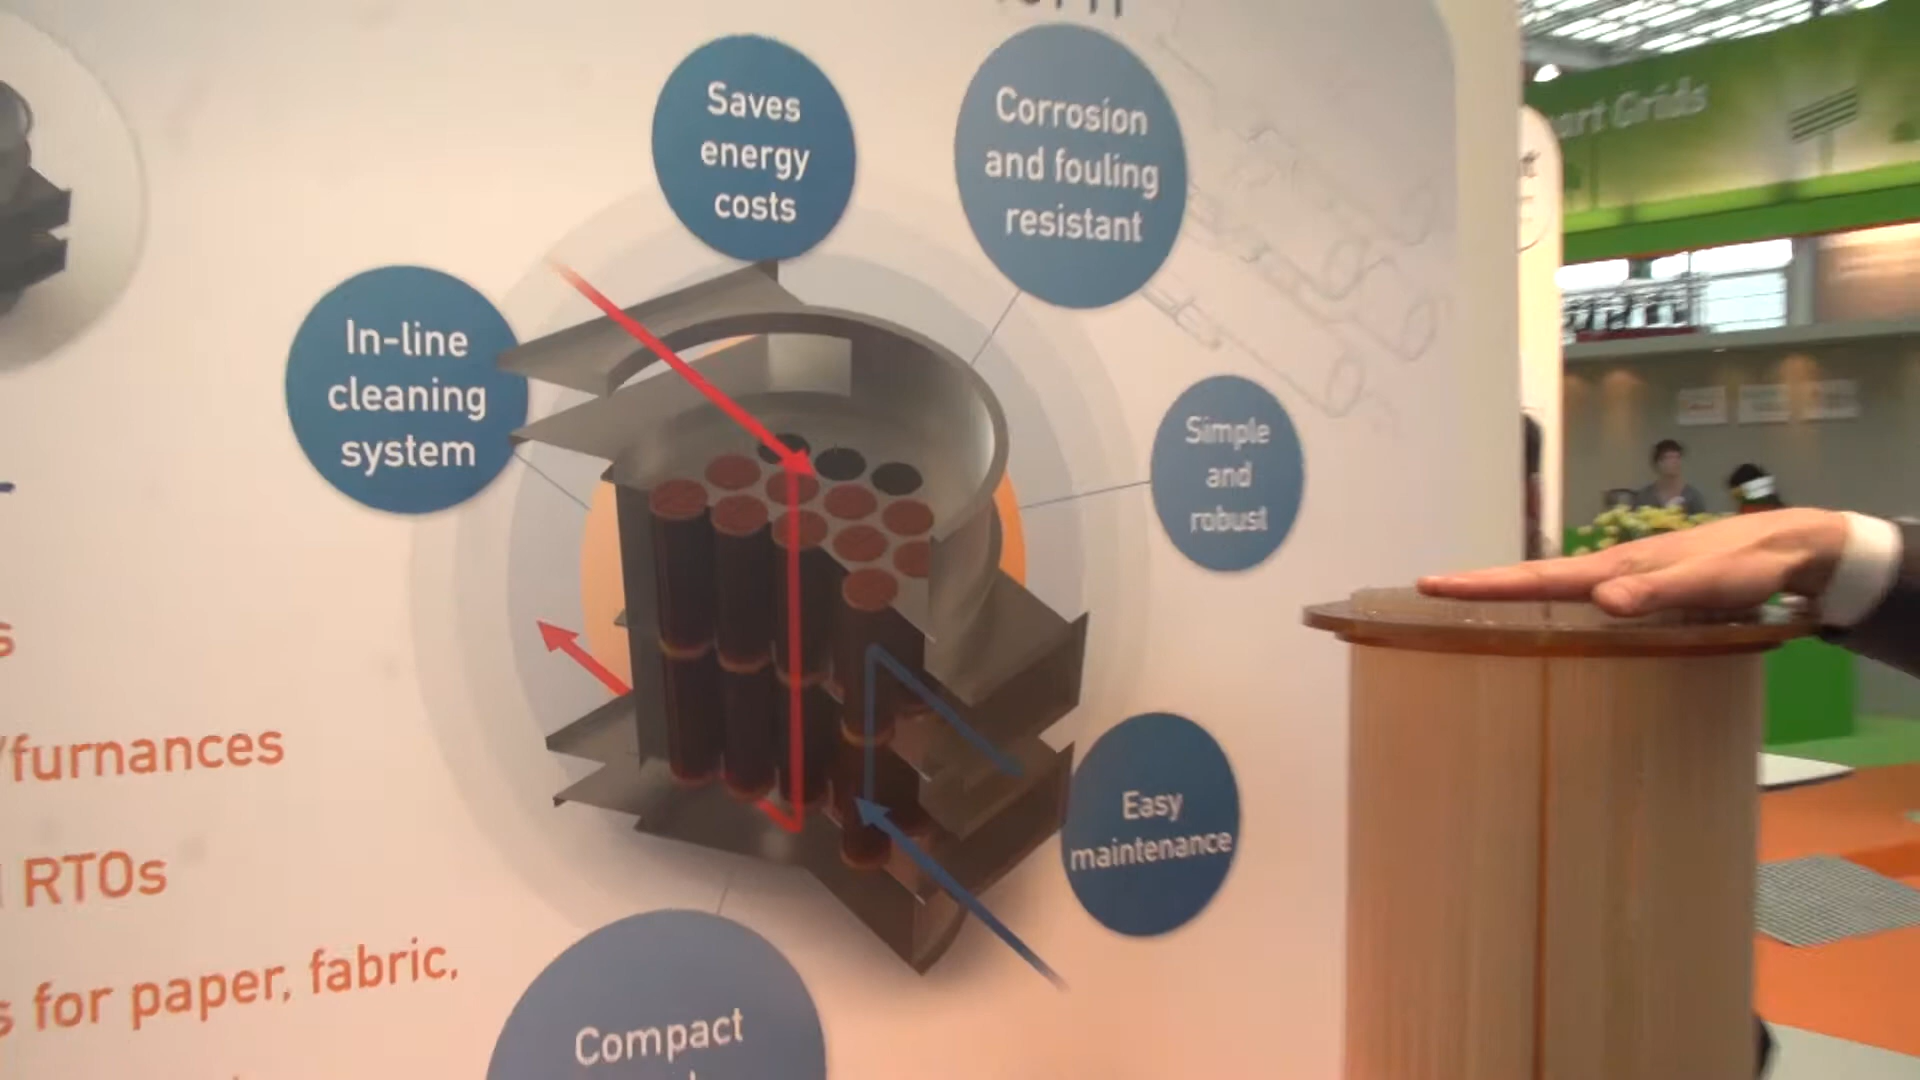 Saves
energy
costs
Corrosion
and fouling
resistant
In-line
cleaning
system
Simple
and
robust
Easy
maintenance
Compact
/furnances
RTOs
for paper, fabric,
Grids